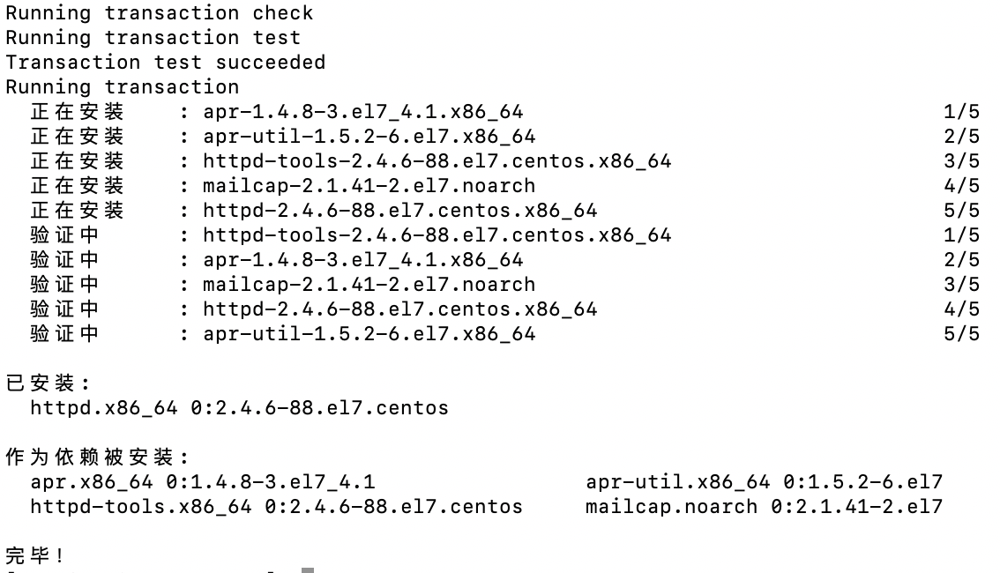 Running transaction check
Running transaction test
Transaction test succeeded
Running transaction
正在安装 : apr-1.4.8-3.el7_4.1.x86_64 1/5
正在安装 : apr-util-1.5.2-6.el7.x86_64 2/5
正在安装 : httpd-tools-2.4.6-88.el7.centos.x86_64 3/5
正在安装 : mailcap-2.1.41-2.el7.noarch 4/5
正在安装 : httpd-2.4.6-88.el7.centos.x86_64 5/5
验证中 : httpd-tools-2.4.6-88.el7.centos.x86_64 1/5
验证中 : apr-1.4.8-3.el7_4.1.x86_64 2/5
验证中 : mailcap-2.1.41-2.el7.noarch 3/5
验证中 : httpd-2.4.6-88.el7.centos.x86_64 4/5
验证中 : apr-util-1.5.2-6.el7.x86_64 5/5
已安装:
httpd.x86_64 0:2.4.6-88.el7.centos
作为依赖被安装:
apr.x86_64 0:1.4.8-3.el7_4.1 apr-util.x86_64 0:1.5.2-6.el7
httpd-tools.x86_64 0:2.4.6-88.el7.centos mailcap.noarch 0:2.1.41-2.el7
完毕!